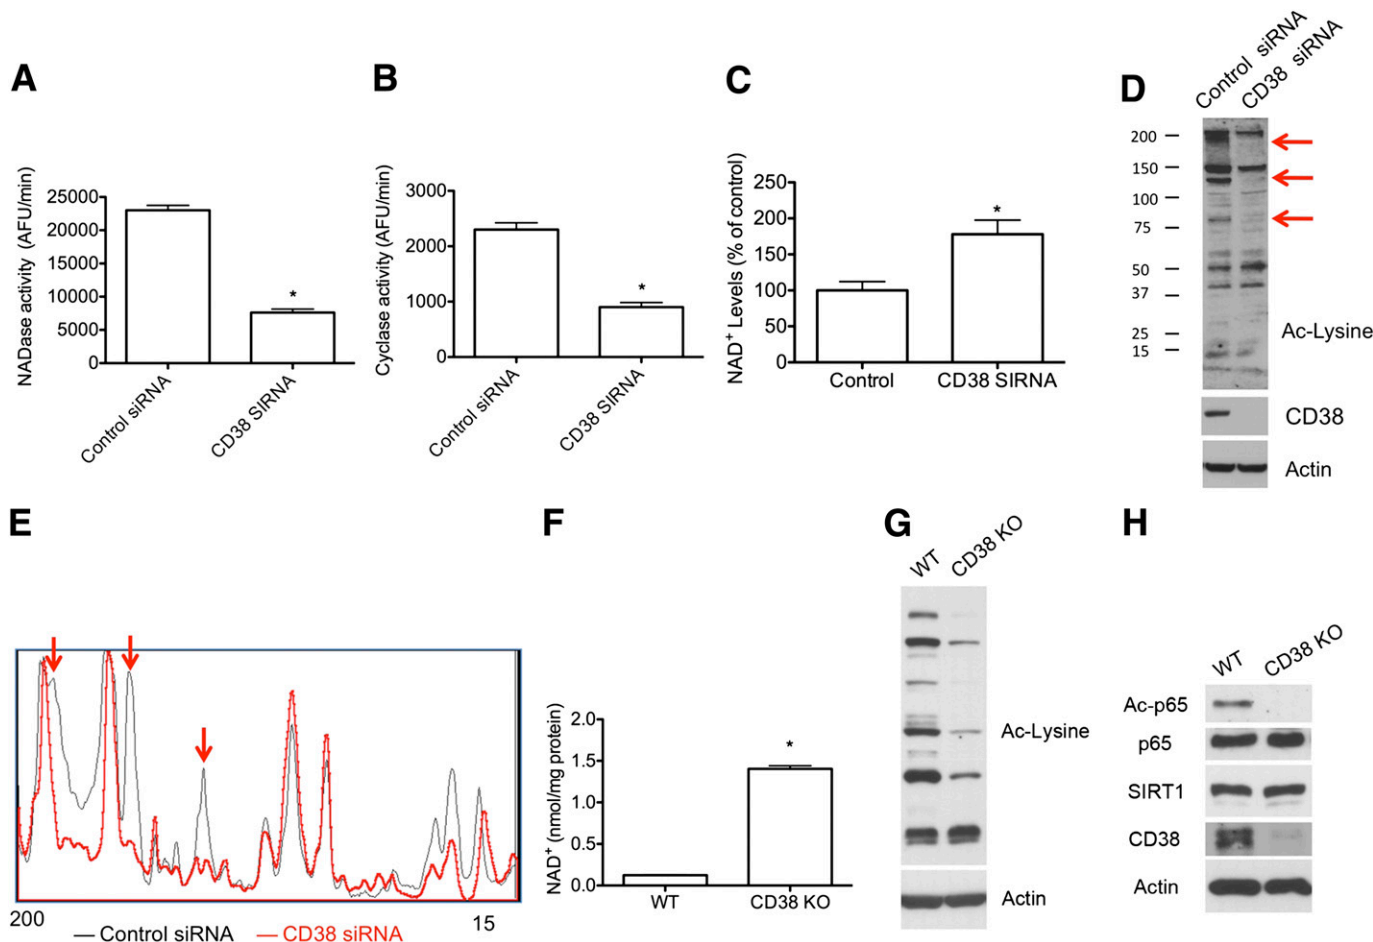 A
NADase activity (AFU/min)
25000
20000
15000
10000
5000
0
*
Control siRNA
CD38 SIRNA
B
Cyclase activity (AFU/min)
3000
2000
1000
0
*
Control siRNA
CD38 SIRNA
C
NAD+ Levels (% of control)
250
200
150
100
50
0
*
Control
CD38 SIRNA
D
Control siRNA
CD38 siRNA
200
150
100
75
50
37
25
15
Ac-Lysine
CD38
Actin
E
200
15
Control siRNA
CD38 siRNA
F
NAD+ (nmol/mg protein)
2.0
1.5
1.0
0.5
0.0
*
WT
CD38 KO
G
WT
CD38 KO
Ac-Lysine
Actin
H
WT
CD38 KO
Ac-p65
p65
SIRT1
CD38
Actin